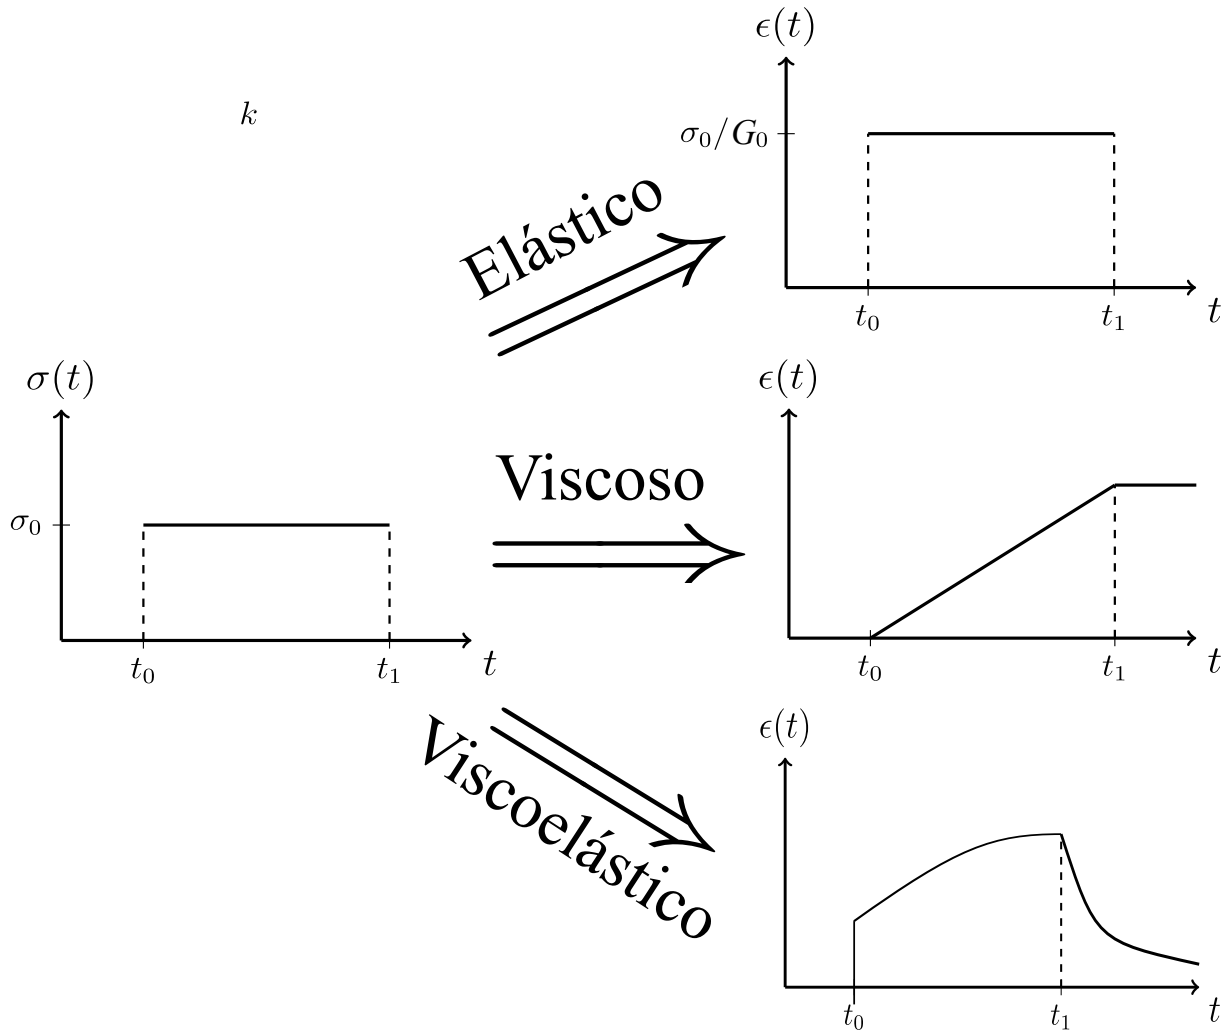 k
σ(t)
σ₀
t₀
t₁
t
Elástico
ϵ(t)
σ₀/G₀
t₀
t₁
t
Viscoso
ϵ(t)
t₀
t₁
t
Viscoelástico
ϵ(t)
t₀
t₁
t